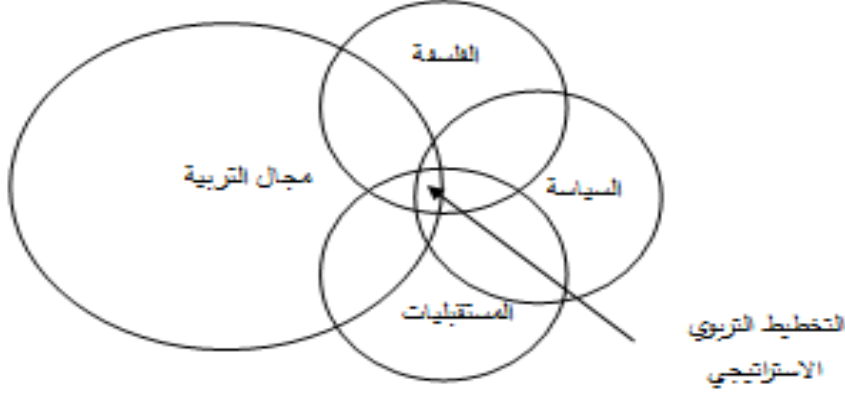 الفلسفة
مجال التربية
السياسة
المستقبليات
التخطيط التربوي
الاستراتيجي